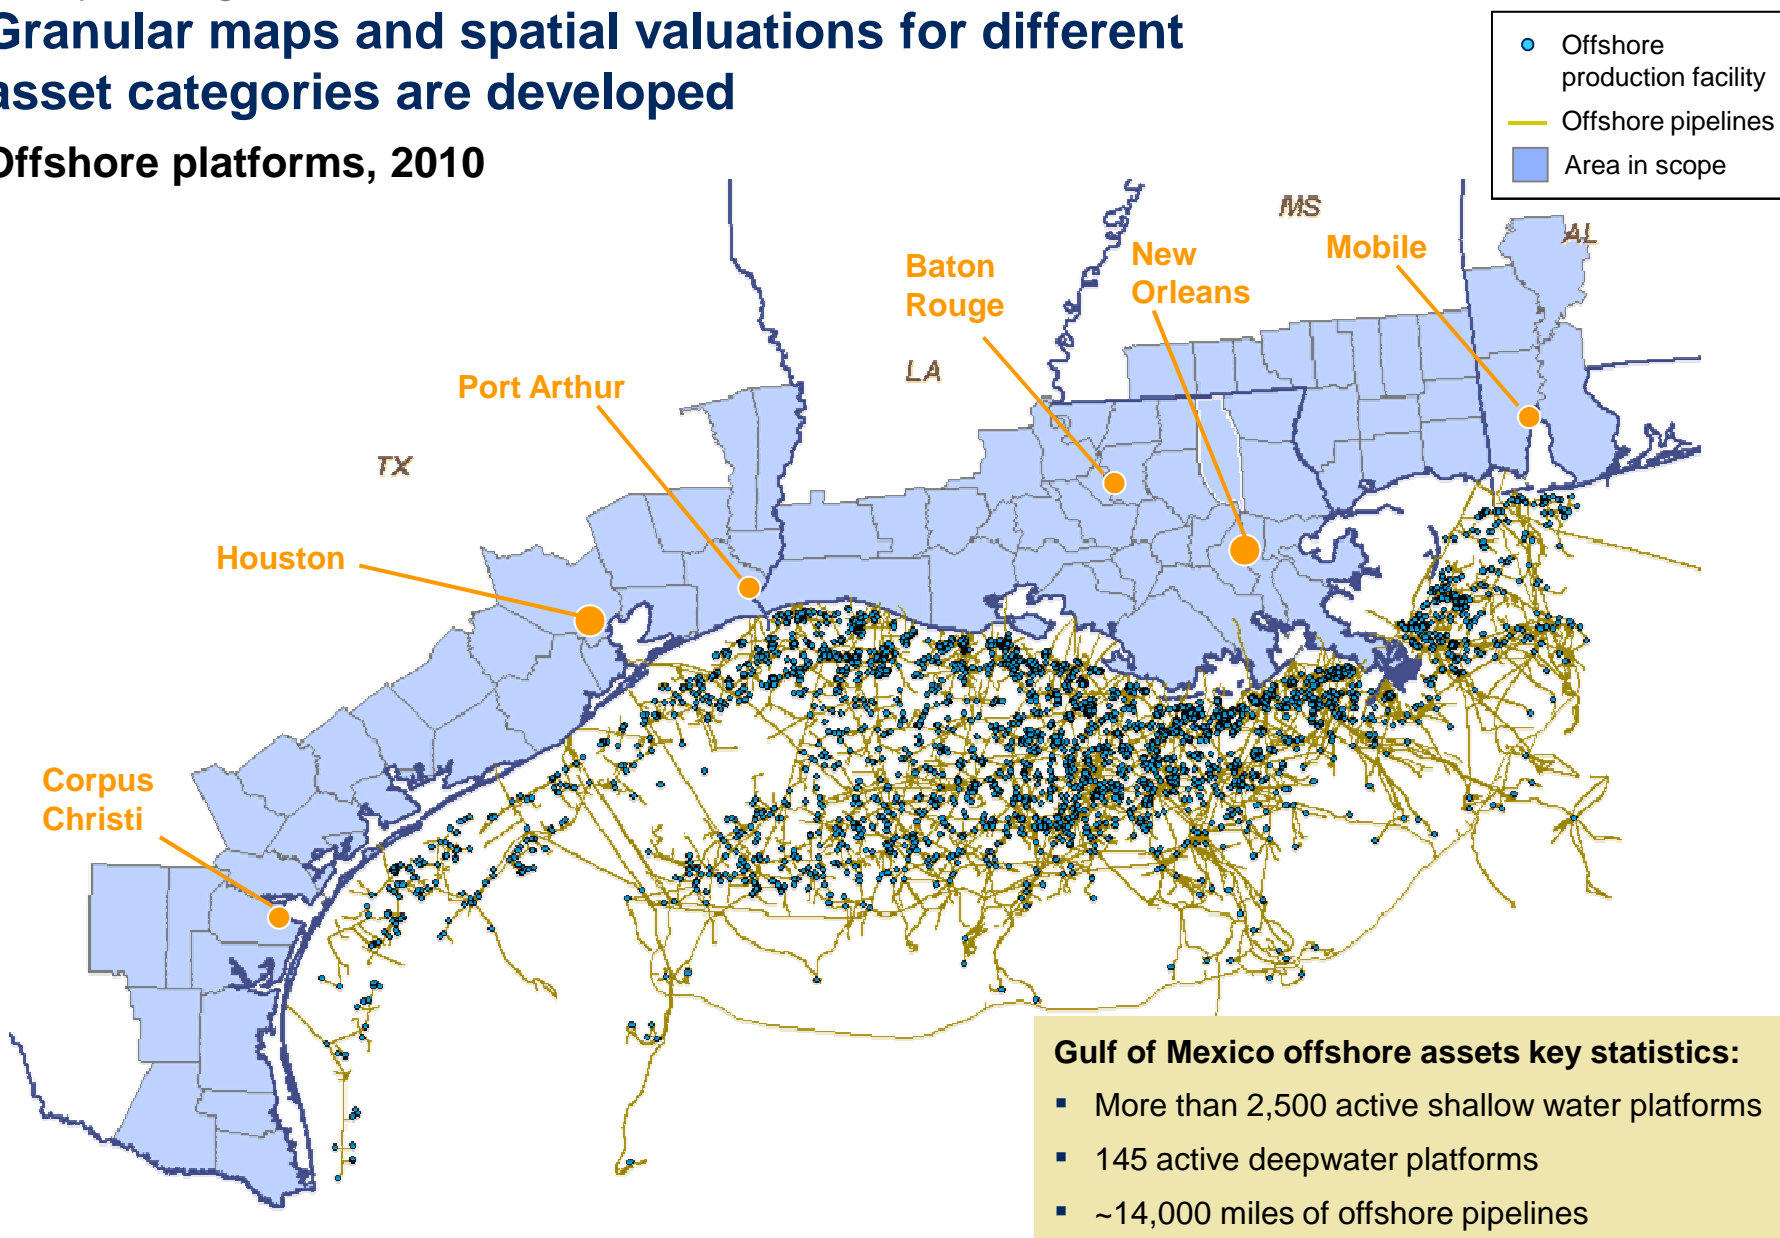 Granular maps and spatial valuations for different
asset categories are developed
Offshore platforms, 2010
Offshore
production facility
Offshore pipelines
Area in scope
MS
AL
Baton
Rouge
New
Orleans
Mobile
LA
Port Arthur
TX
Houston
Corpus
Christi
Gulf of Mexico offshore assets key statistics:
▪ More than 2,500 active shallow water platforms
▪ 145 active deepwater platforms
▪ ~14,000 miles of offshore pipelines